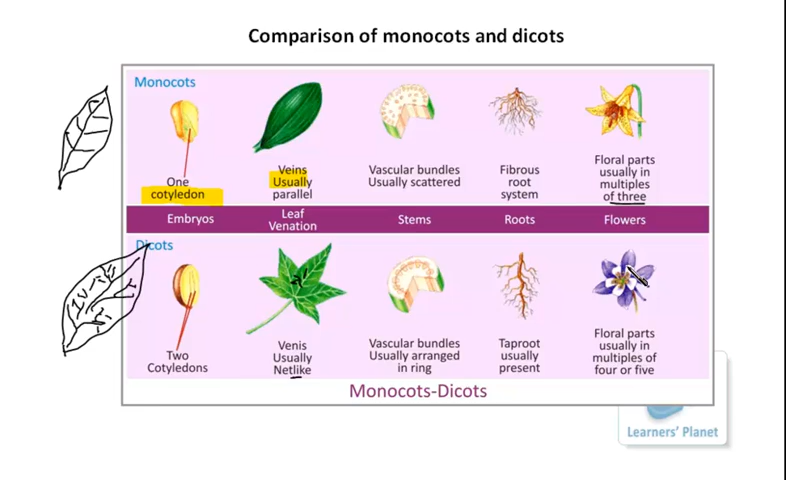 Comparison of monocots and dicots
Monocots
One
cotyledon
Veins
Usually
parallel
Vascular bundles
Usually scattered
Fibrous
root
system
Floral parts
usually in
multiples
of three
Embryos
Leaf
Venation
Stems
Roots
Flowers
Dicots
Two
Cotyledons
Venis
Usually
Netlike
Vascular bundles
Usually arranged
in ring
Taproot
usually
present
Floral parts
usually in
multiples of
four or five
Monocots-Dicots
Learners' Planet